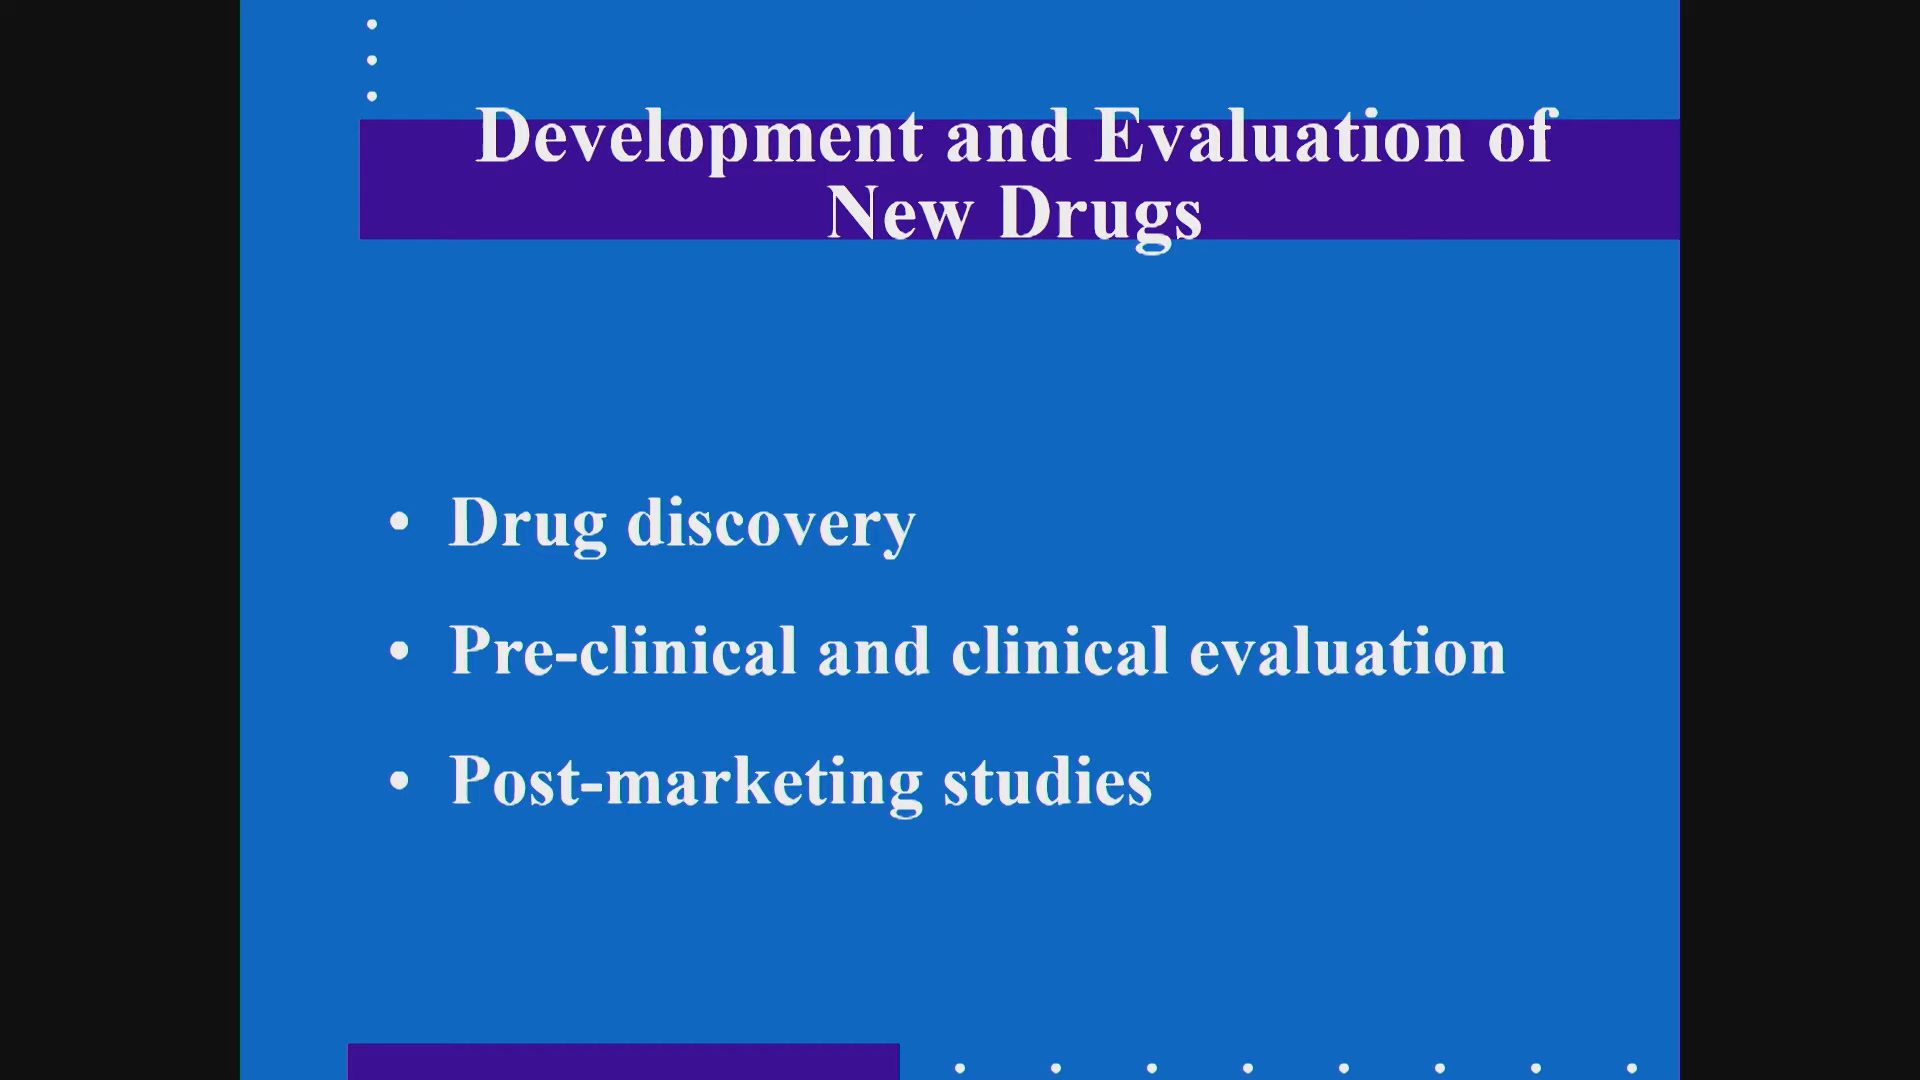 Development and Evaluation of
New Drugs
• Drug discovery
• Pre-clinical and clinical evaluation
• Post-marketing studies